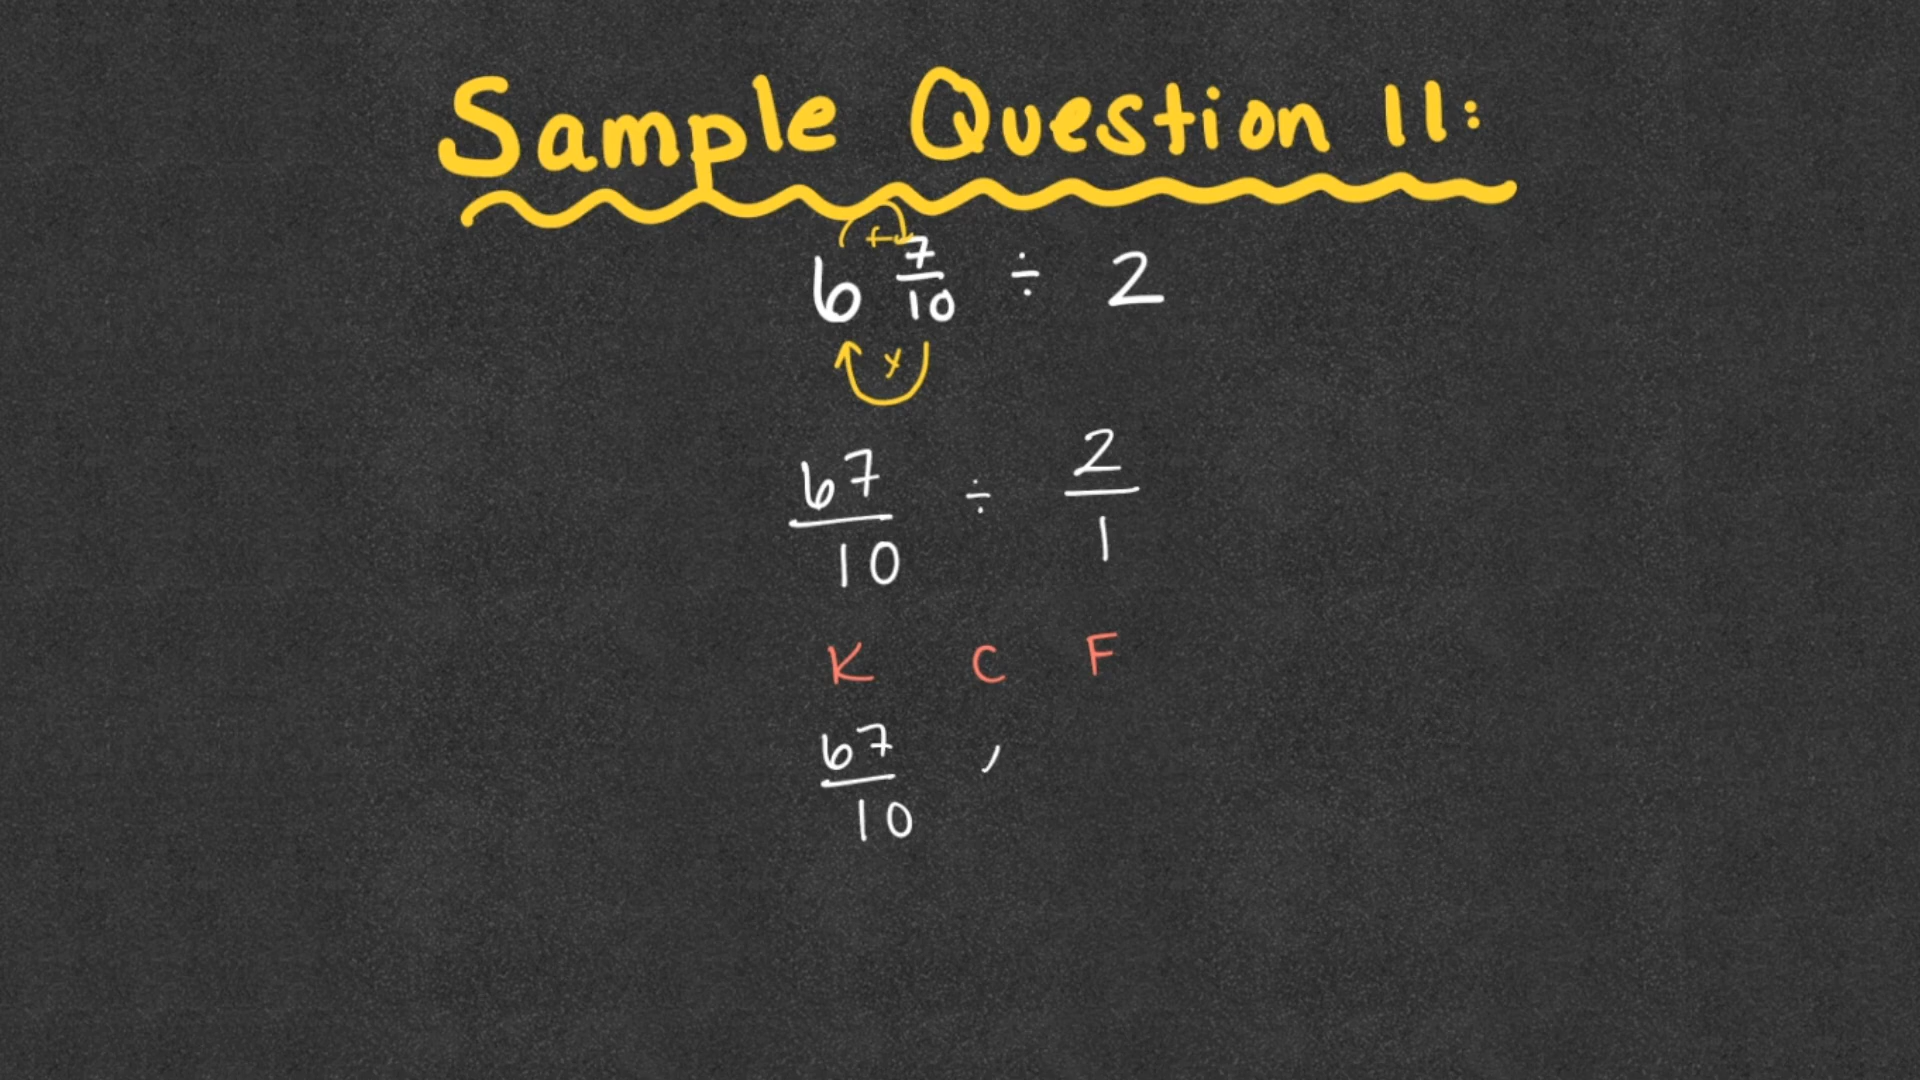 Sample Question 11:
6 7/10 ÷ 2
+
x
67/10 ÷ 2/1
K C F
67/10